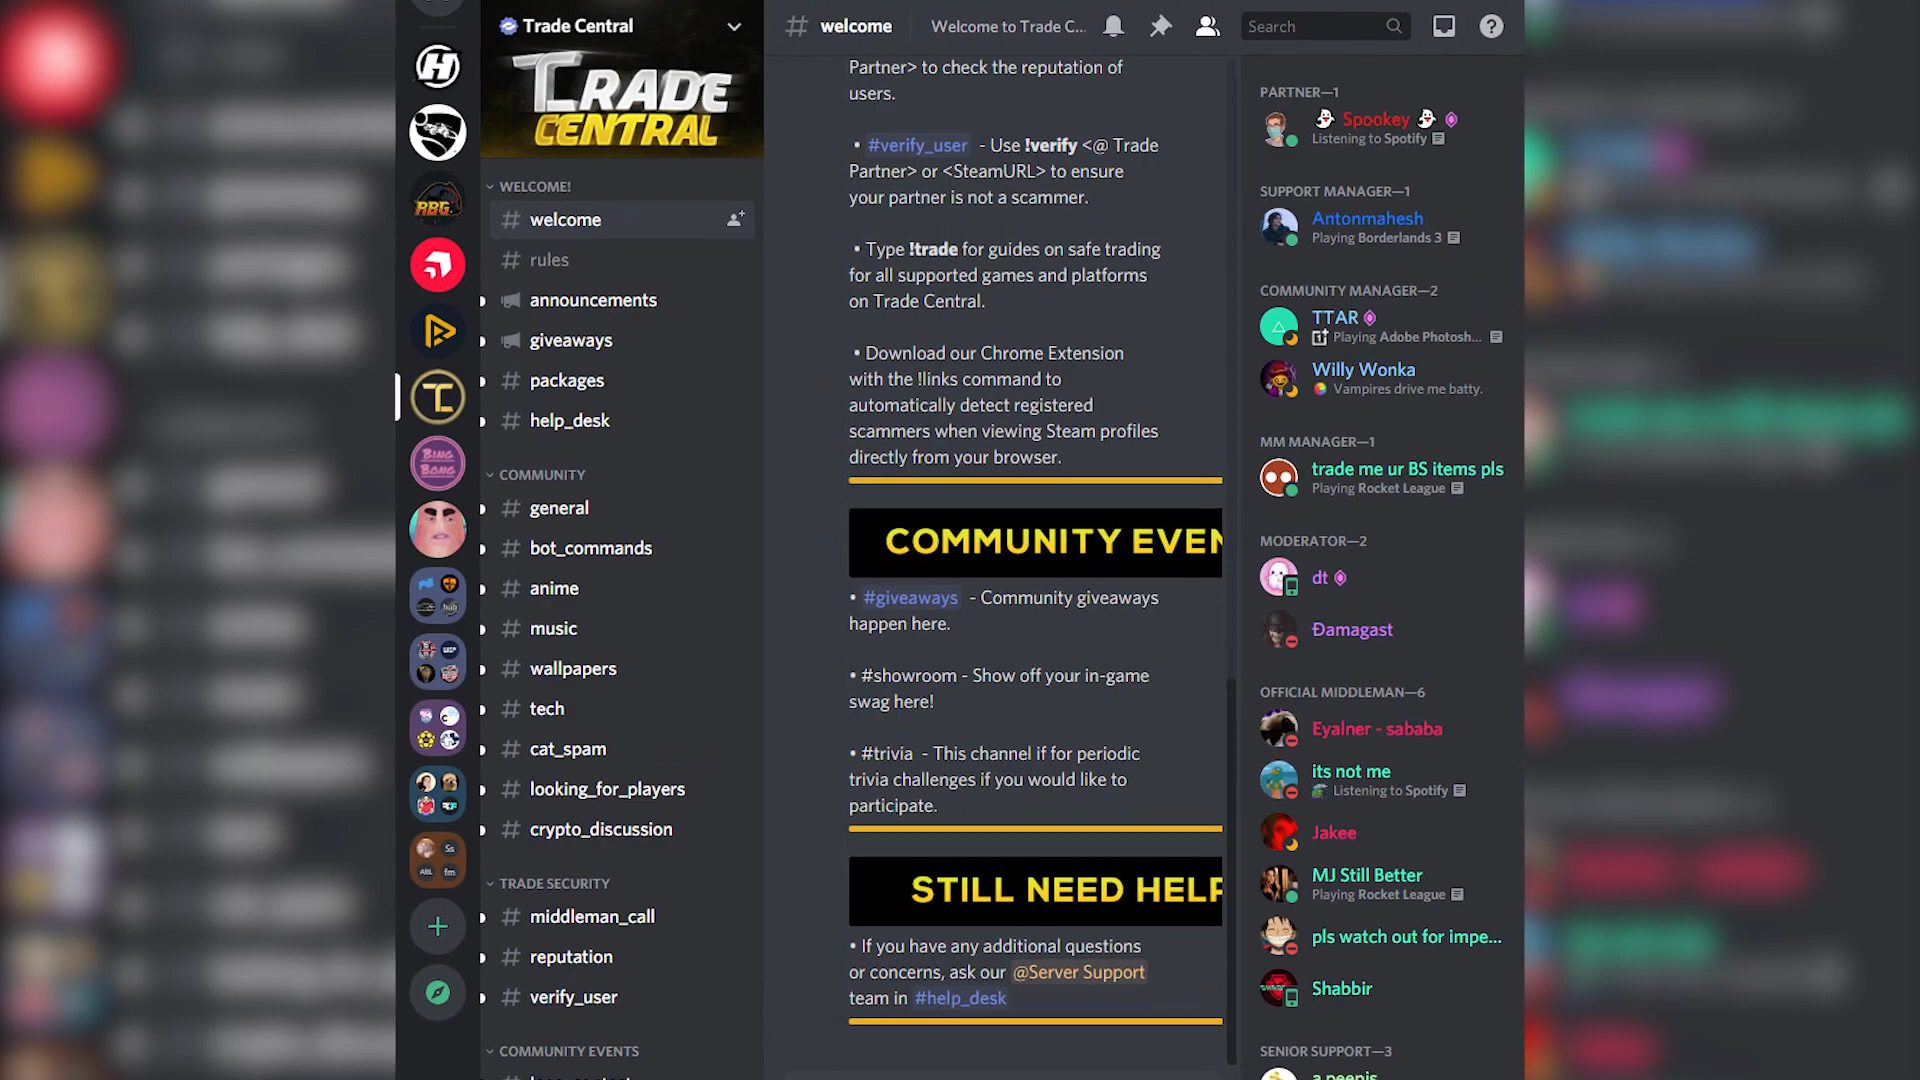 Trade Central
TRADE
CENTRAL
WELCOME!
welcome
rules
announcements
giveaways
packages
help_desk
COMMUNITY
general
bot_commands
anime
music
wallpapers
tech
cat_spam
looking_for_players
crypto_discussion
TRADE SECURITY
middleman_call
reputation
verify_user
COMMUNITY EVENTS
H
RBG
TC
BING
BONG
hub
Ss
ARL
fm
# welcome
Welcome to Trade C...
Search
Partner> to check the reputation of
users.
• #verify_user - Use !verify <@ Trade
Partner> or <SteamURL> to ensure
your partner is not a scammer.
• Type !trade for guides on safe trading
for all supported games and platforms
on Trade Central.
• Download our Chrome Extension
with the !links command to
automatically detect registered
scammers when viewing Steam profiles
directly from your browser.
COMMUNITY EVEN
• #giveaways - Community giveaways
happen here.
• #showroom - Show off your in-game
swag here!
• #trivia - This channel if for periodic
trivia challenges if you would like to
participate.
STILL NEED HELP
• If you have any additional questions
or concerns, ask our @Server Support
team in #help_desk
PARTNER—1
Spookey
Listening to Spotify
SUPPORT MANAGER—1
Antonmahesh
Playing Borderlands 3
COMMUNITY MANAGER—2
TTAR
Playing Adobe Photosh...
Willy Wonka
Vampires drive me batty.
MM MANAGER—1
trade me ur BS items pls
Playing Rocket League
MODERATOR—2
dt
Đamagast
OFFICIAL MIDDLEMAN—6
Eyalner - sababa
its not me
Listening to Spotify
Jakee
MJ Still Better
Playing Rocket League
pls watch out for impe...
Shabbir
SENIOR SUPPORT—3